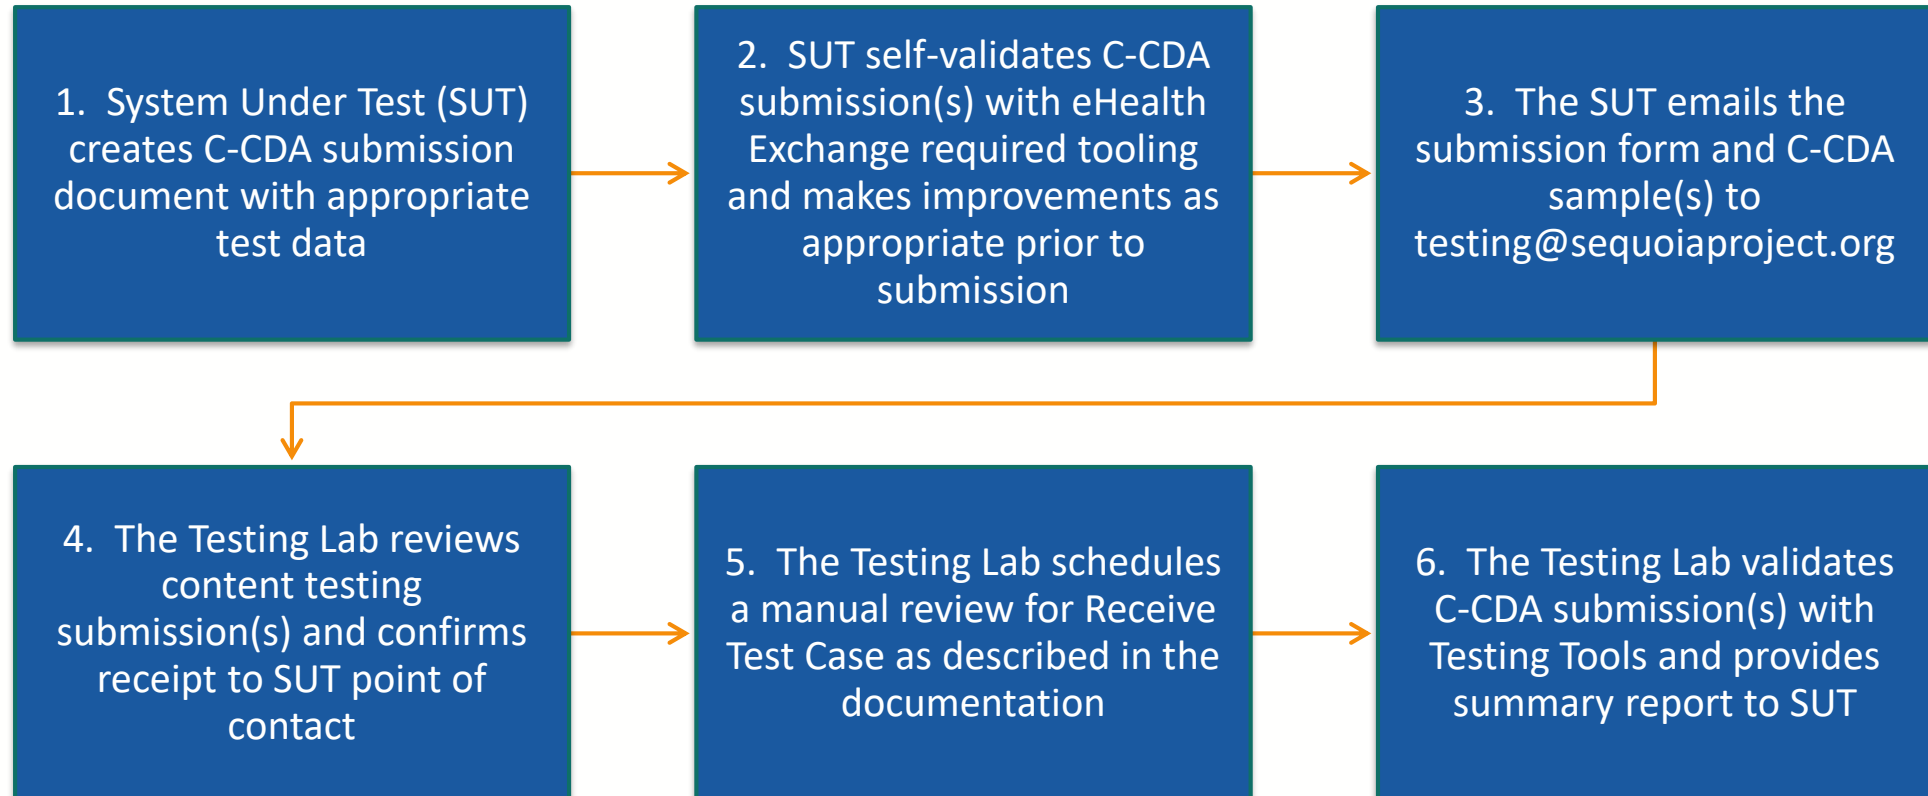 1. System Under Test (SUT)
creates C-CDA submission
document with appropriate
test data
2. SUT self-validates C-CDA
submission(s) with eHealth
Exchange required tooling
and makes improvements as
appropriate prior to
submission
3. The SUT emails the
submission form and C-CDA
sample(s) to
testing@sequoiaproject.org
4. The Testing Lab reviews
content testing
submission(s) and confirms
receipt to SUT point of
contact
5. The Testing Lab schedules
a manual review for Receive
Test Case as described in the
documentation
6. The Testing Lab validates
C-CDA submission(s) with
Testing Tools and provides
summary report to SUT